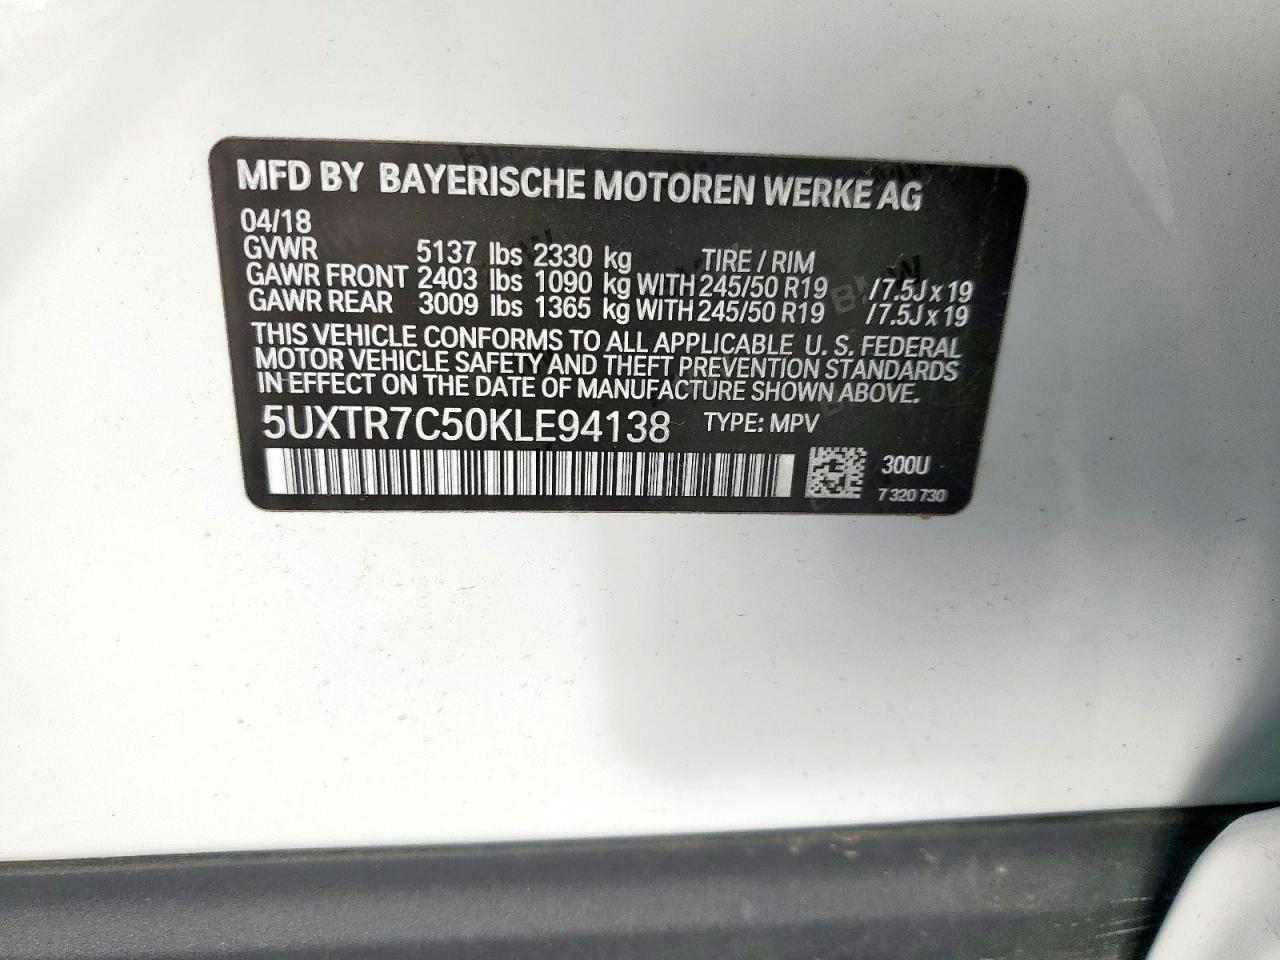 MFD BY BAYERISCHE MOTOREN WERKE AG
04/18
GVWR 5137 lbs 2330 kg TIRE / RIM
GAWR FRONT 2403 lbs 1090 kg WITH 245/50 R19 /7.5J x 19
GAWR REAR 3009 lbs 1365 kg WITH 245/50 R19 /7.5J x 19
THIS VEHICLE CONFORMS TO ALL APPLICABLE U. S. FEDERAL
MOTOR VEHICLE SAFETY AND THEFT PREVENTION STANDARDS
IN EFFECT ON THE DATE OF MANUFACTURE SHOWN ABOVE.
5UXTR7C50KLE94138 TYPE: MPV
300U
7 320 730